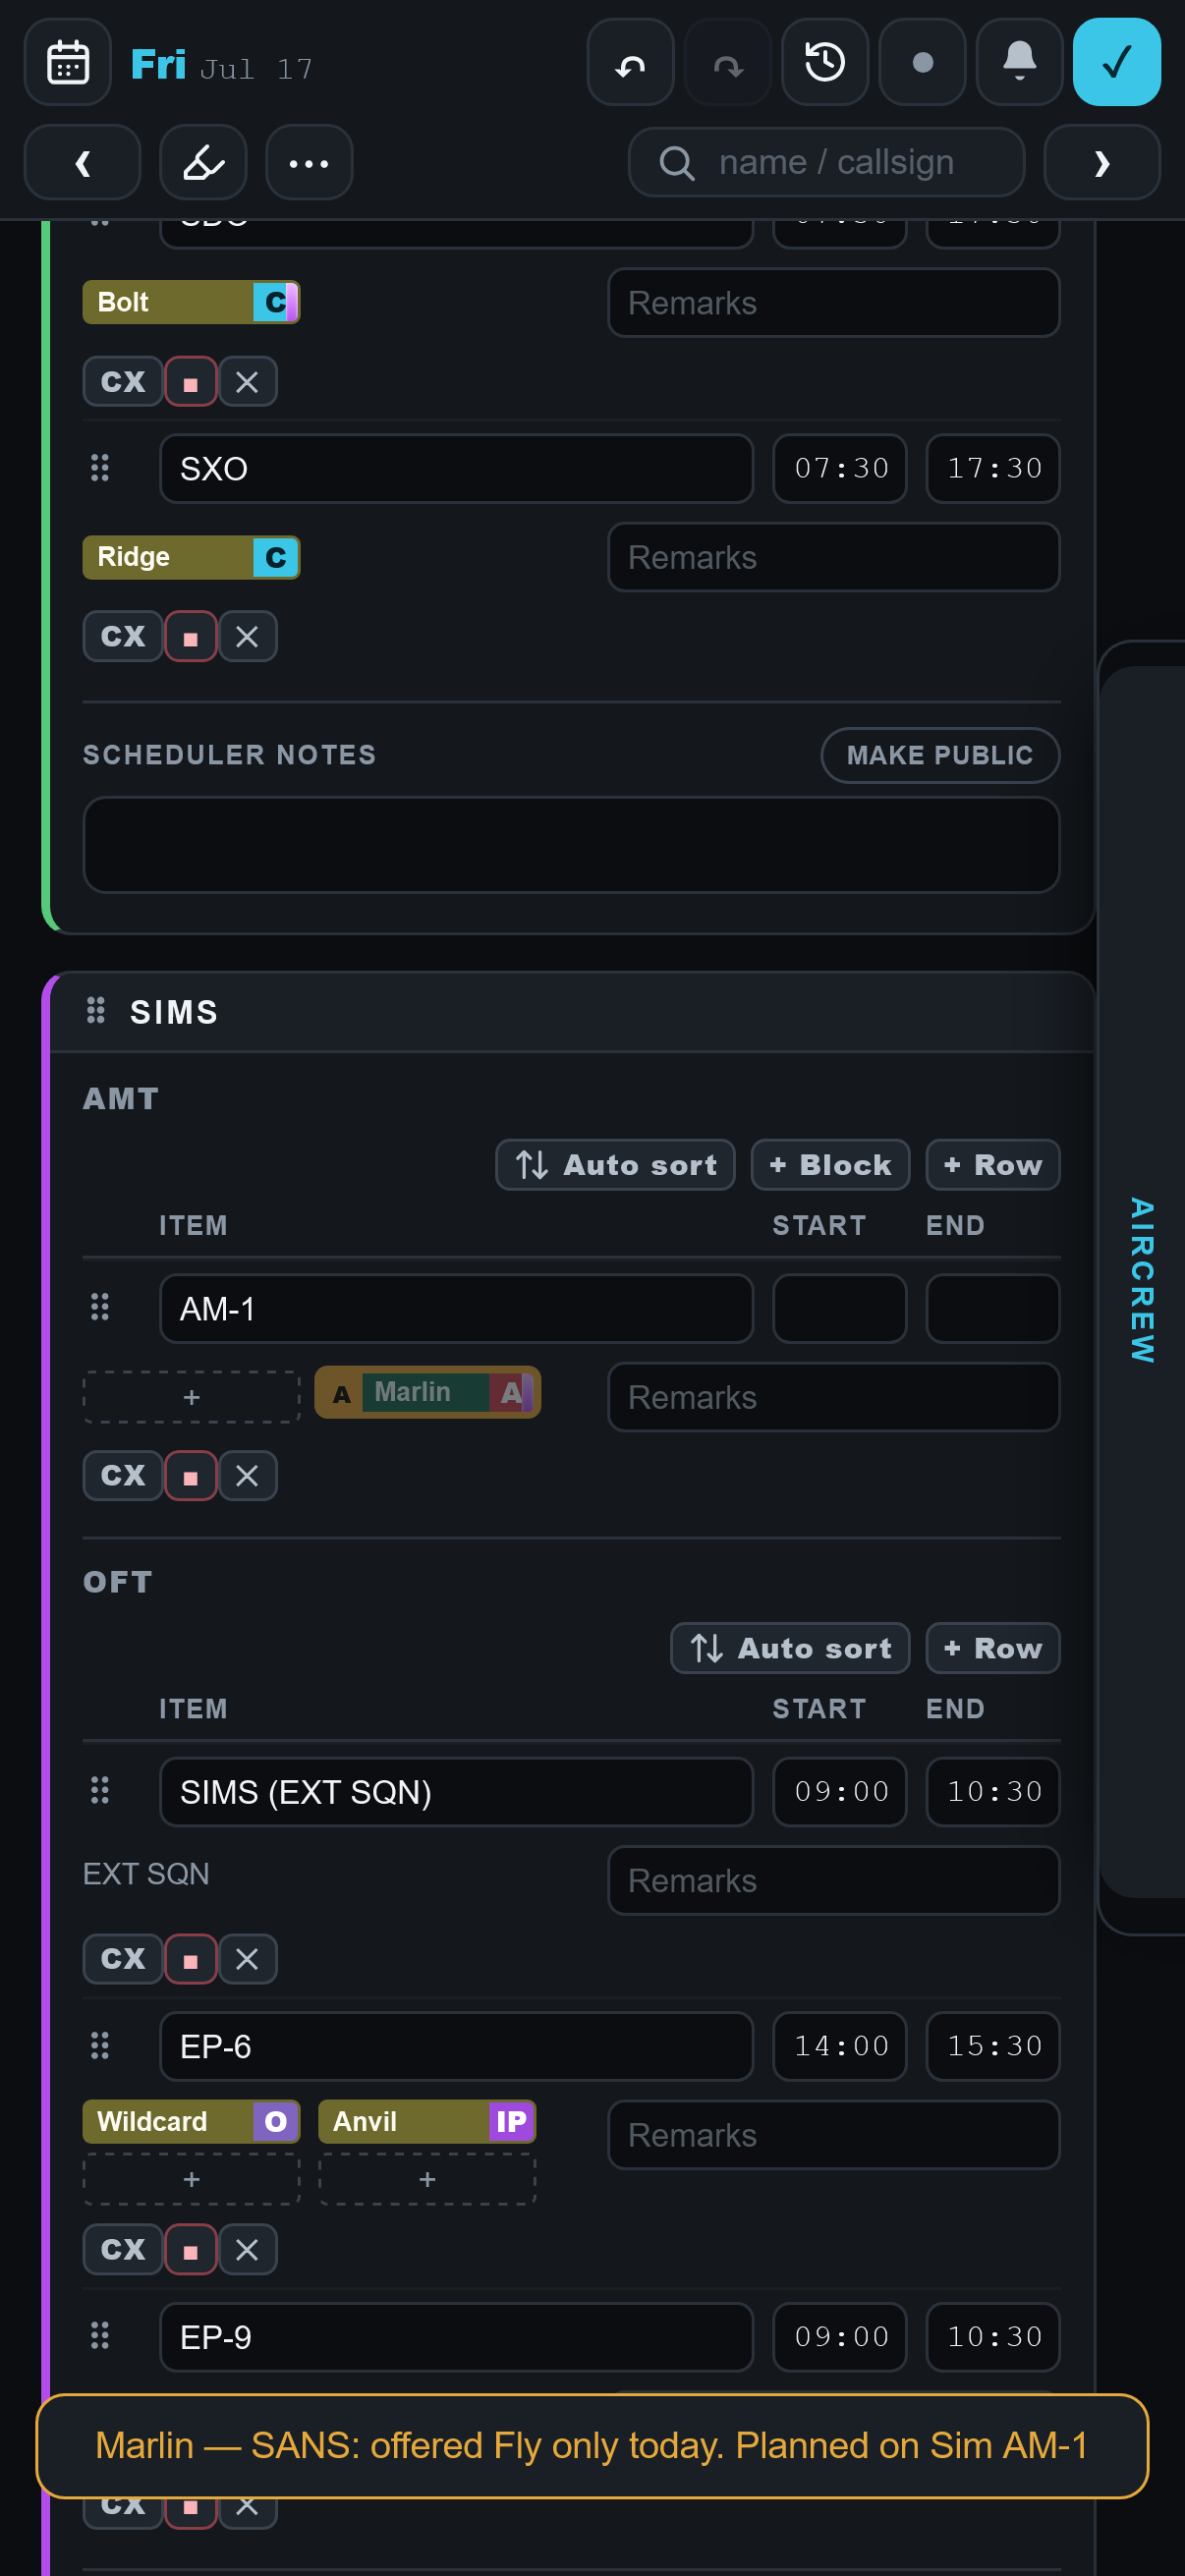 Fri Jul 17
name / callsign
Bolt C Remarks
CX
SXO 07:30 17:30
Ridge C Remarks
CX
SCHEDULER NOTES MAKE PUBLIC
SIMS
AMT
Auto sort + Block + Row
ITEM START END
AM-1
+ A Marlin A Remarks
CX
AIRCREW
OFT
Auto sort + Row
ITEM START END
SIMS (EXT SQN) 09:00 10:30
EXT SQN Remarks
CX
EP-6 14:00 15:30
Wildcard O Anvil IP Remarks
+ +
CX
EP-9 09:00 10:30
Marlin — SANS: offered Fly only today. Planned on Sim AM-1
CX